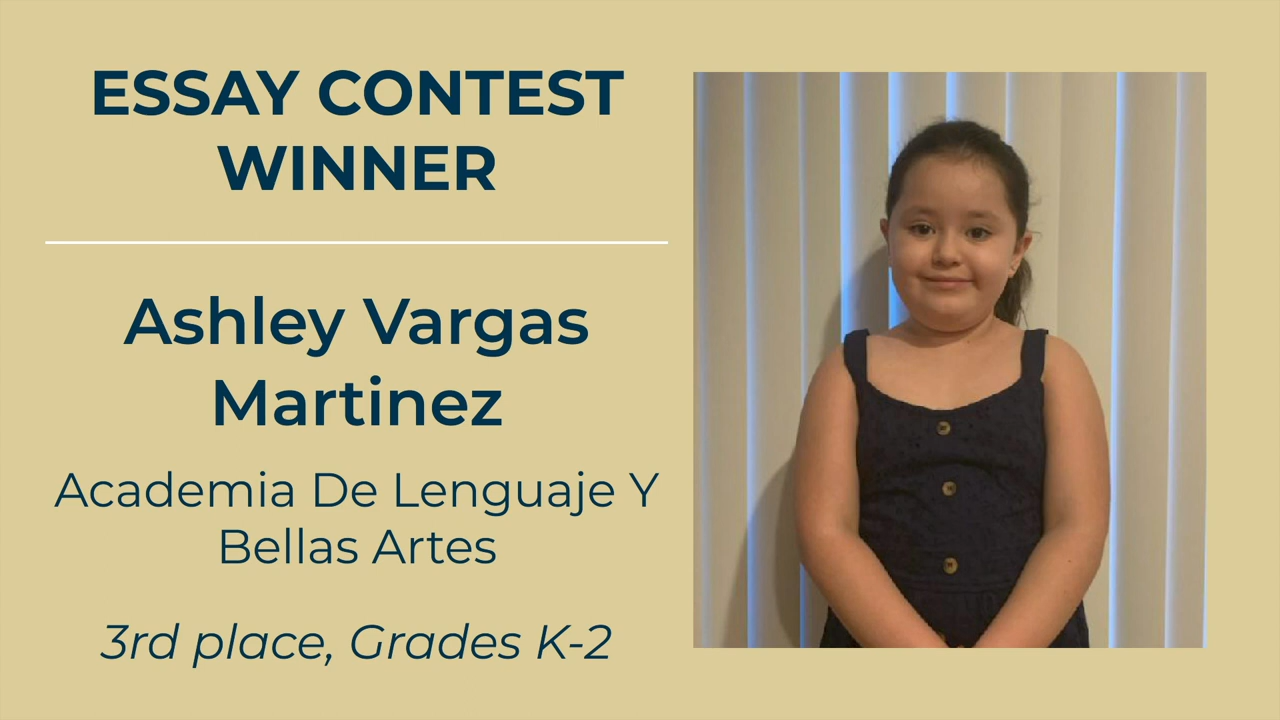 ESSAY CONTEST
WINNER
Ashley Vargas
Martinez
Academia De Lenguaje Y
Bellas Artes
3rd place, Grades K-2